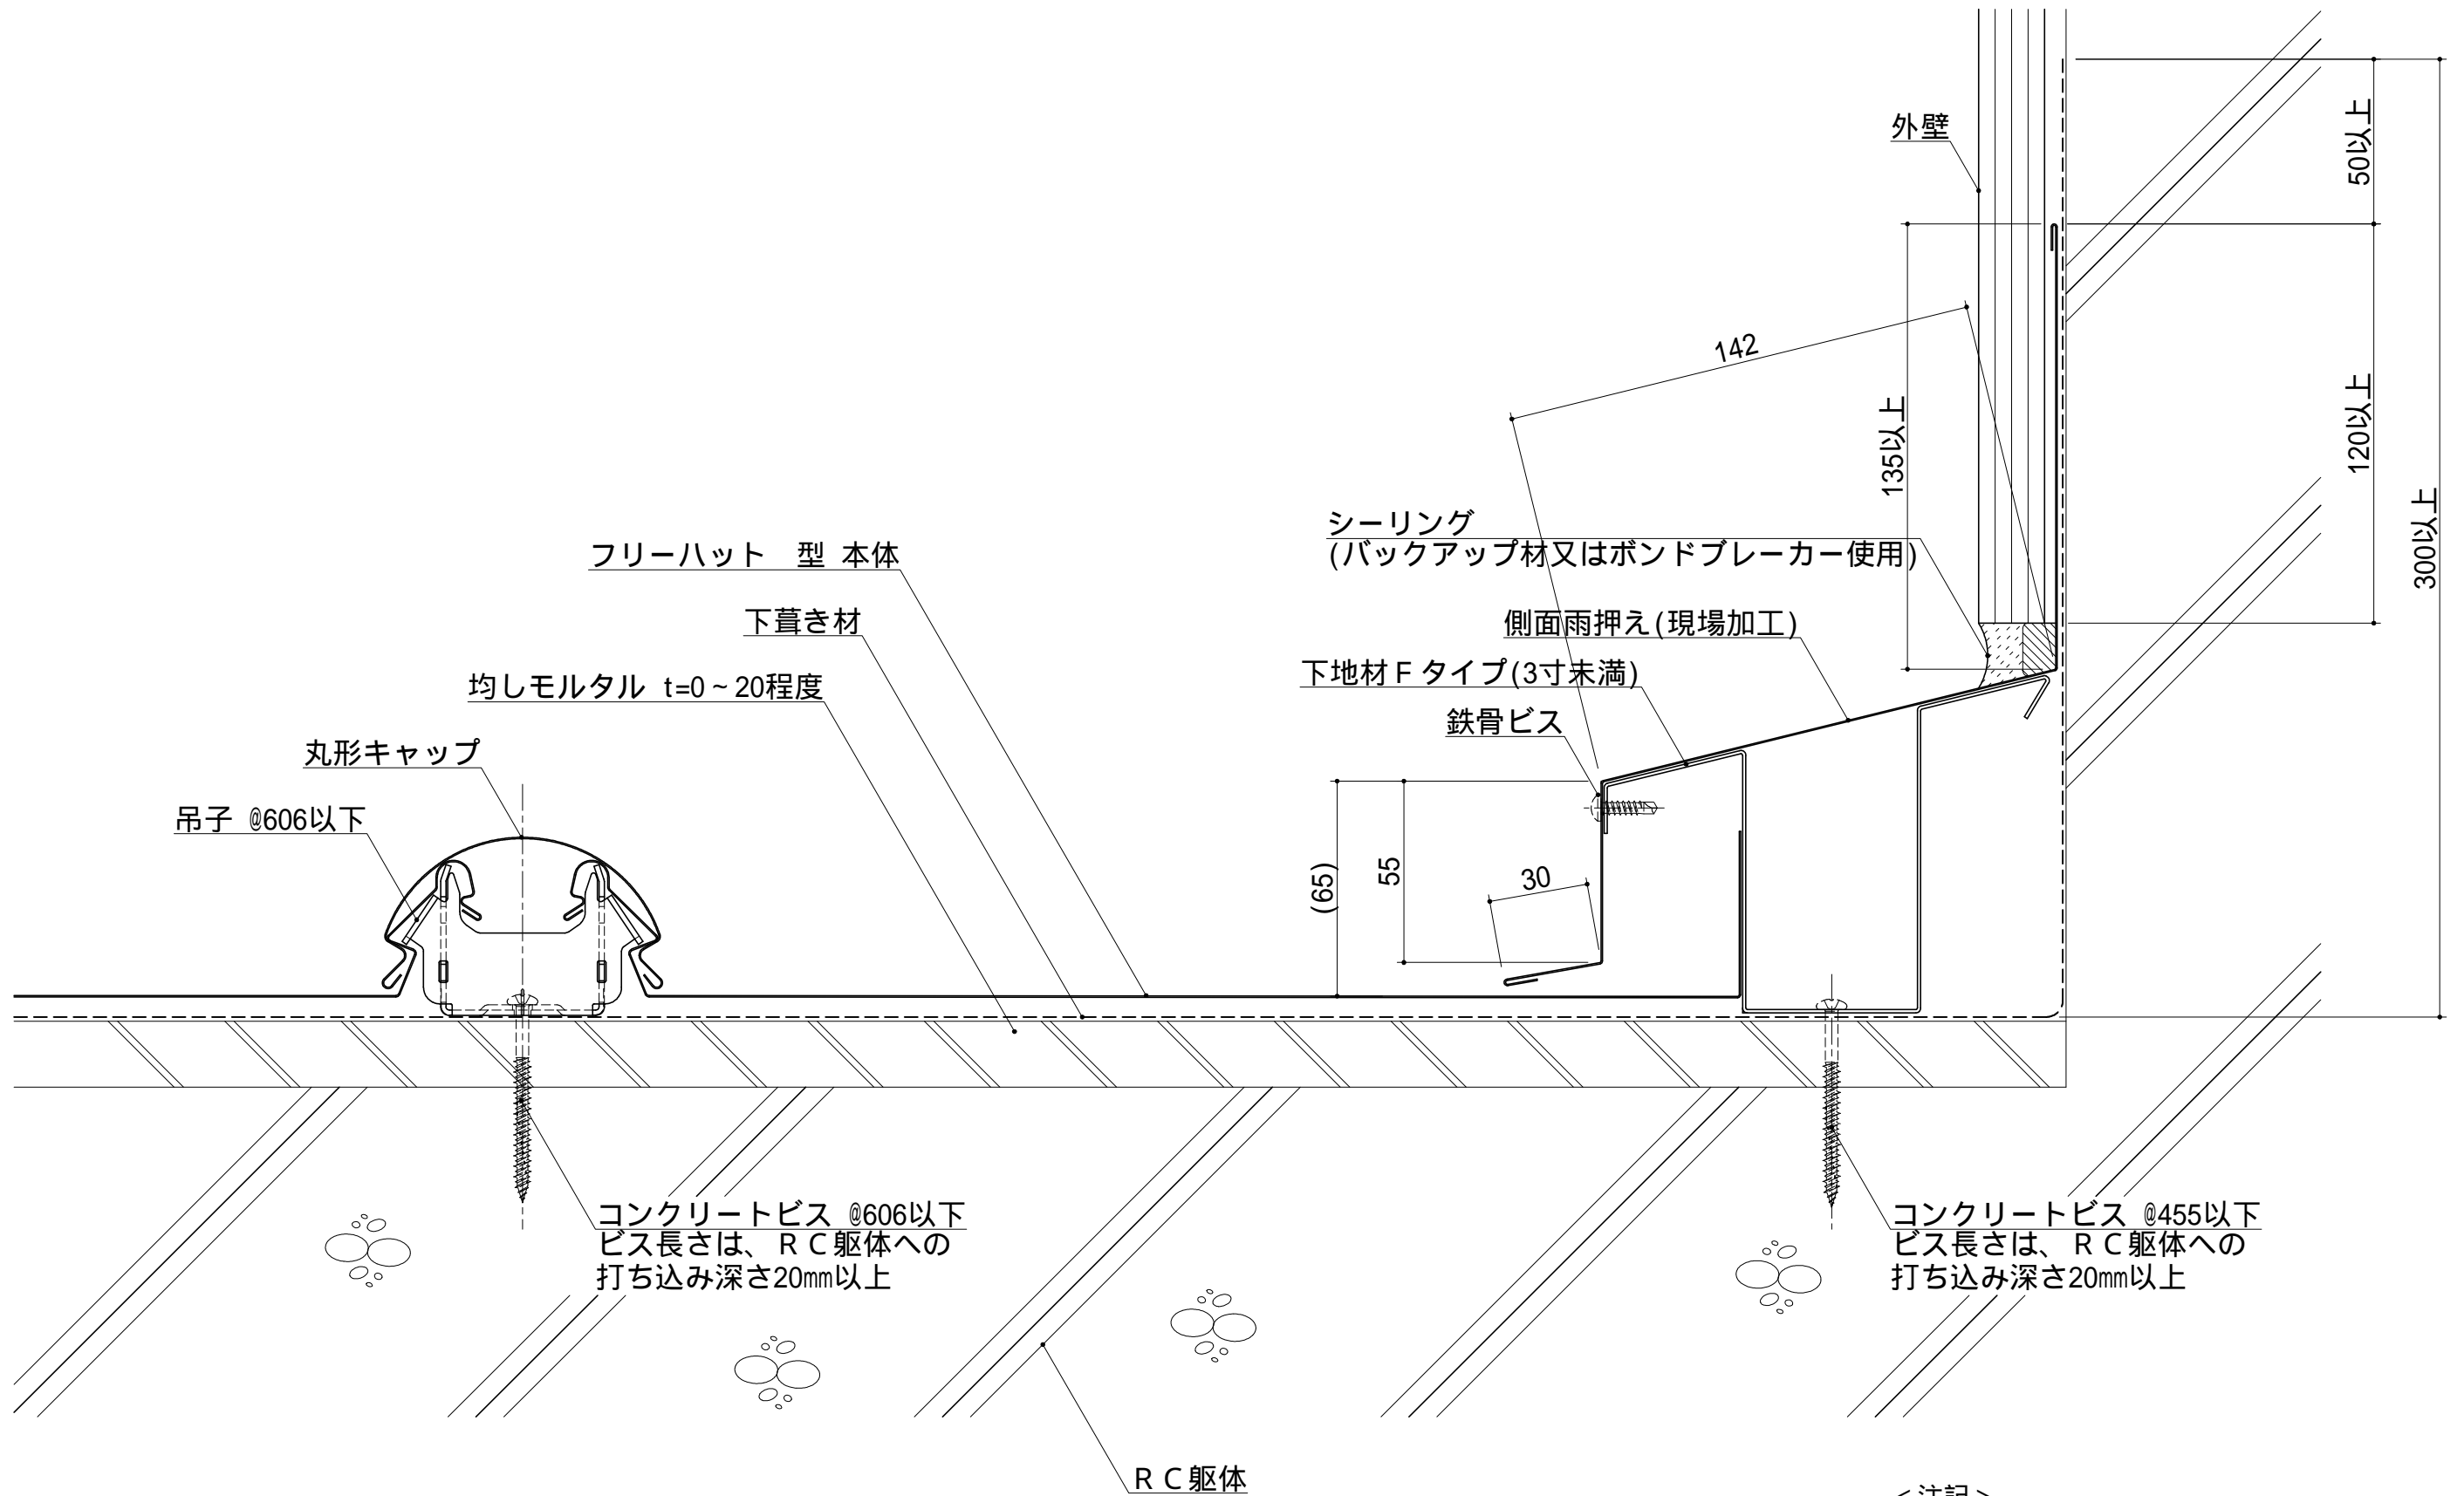 外壁
50以上
142
135以上
120以上
300以上
シーリング
(バックアップ材又はボンドブレーカー使用)
フリーハット　型 本体
側面雨押え(現場加工)
下葺き材
下地材Ｆタイプ(3寸未満)
均しモルタル t=0～20程度
鉄骨ビス
丸形キャップ
吊子 @606以下
(65)
55
30
コンクリートビス @606以下
ビス長さは、ＲＣ躯体への
打ち込み深さ20mm以上
コンクリートビス @455以下
ビス長さは、ＲＣ躯体への
打ち込み深さ20mm以上
ＲＣ躯体
＜注記＞